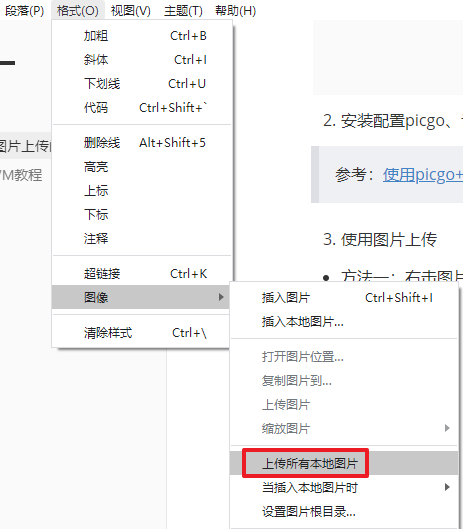 段落(P) 格式(O) 视图(V) 主题(T) 帮助(H)
加粗 Ctrl+B
斜体 Ctrl+I
下划线 Ctrl+U
代码 Ctrl+Shift+`
删除线 Alt+Shift+5
高亮
上标
下标
注释
超链接 Ctrl+K
图像
清除样式 Ctrl+\
图片上传
VM教程
2. 安装配置picgo、
参考：使用picgo+
3. 使用图片上传
方法一：右击图片
插入图片 Ctrl+Shift+I
插入本地图片...
打开图片位置...
复制图片到...
上传图片
缩放图片
上传所有本地图片
当插入本地图片时
设置图片根目录...